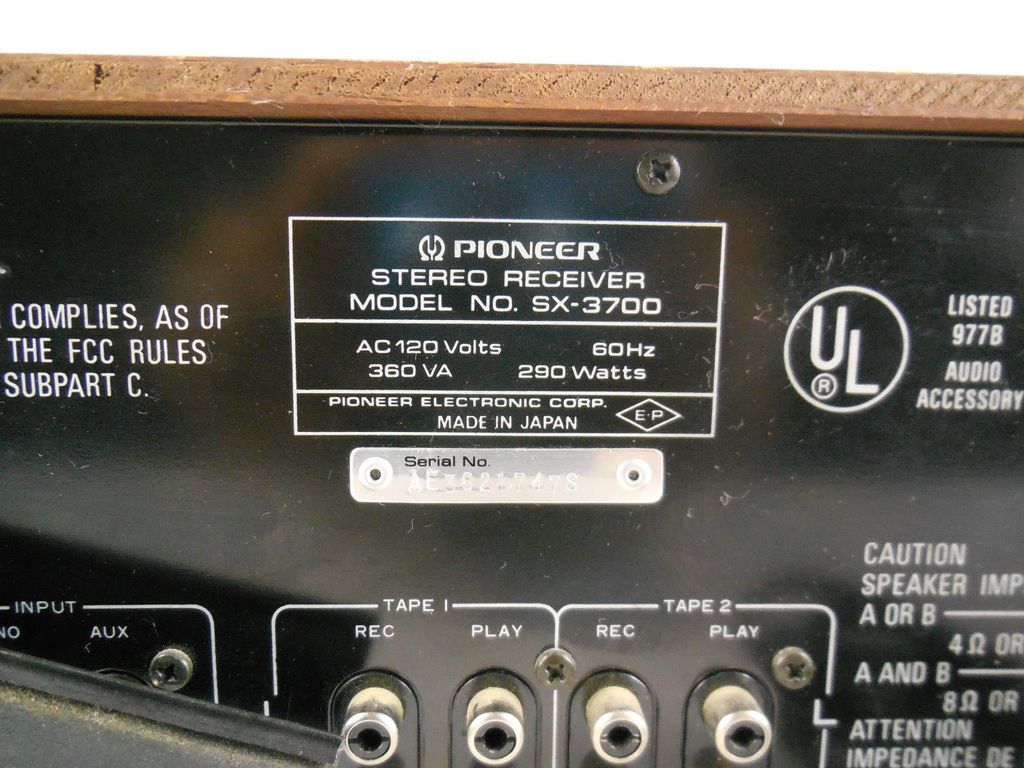 COMPLIES, AS OF
THE FCC RULES
SUBPART C.
PIONEER
STEREO RECEIVER
MODEL NO. SX-3700
AC 120 Volts 60Hz
360 VA 290 Watts
PIONEER ELECTRONIC CORP.
MADE IN JAPAN
E·P
UL
®
LISTED
977B
AUDIO
ACCESSORY
Serial No.
INPUT
NO AUX
TAPE 1
REC PLAY
TAPE 2
REC PLAY
CAUTION
SPEAKER IMP
A OR B
4Ω OR
A AND B
8Ω OR
ATTENTION
IMPEDANCE DE